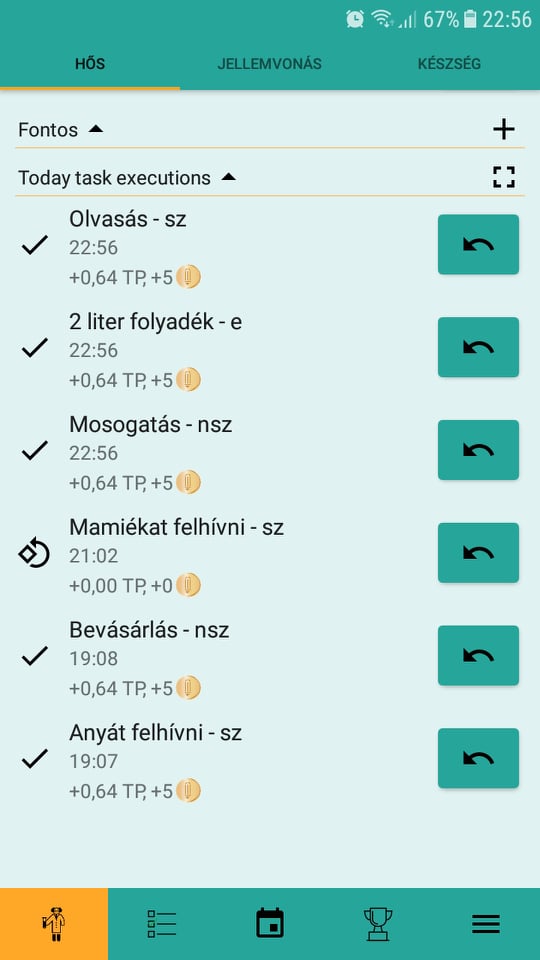 67% 22:56
HŐS JELLEMVONÁS KÉSZSÉG
Fontos
Today task executions
Olvasás - sz
22:56
+0,64 TP, +5
2 liter folyadék - e
22:56
+0,64 TP, +5
Mosogatás - nsz
22:56
+0,64 TP, +5
Mamiékat felhívni - sz
21:02
+0,00 TP, +0
Bevásárlás - nsz
19:08
+0,64 TP, +5
Anyát felhívni - sz
19:07
+0,64 TP, +5